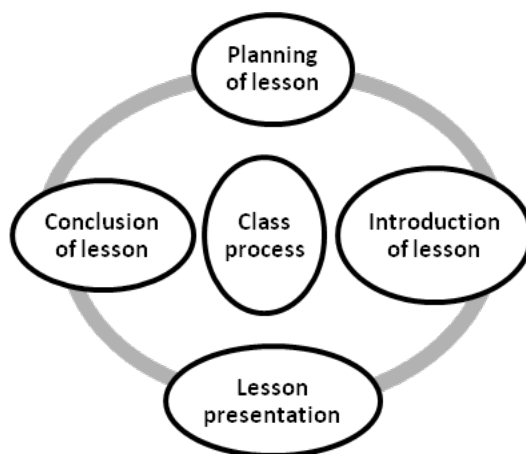 Planning
of lesson
Conclusion
of lesson
Class
process
Introduction
of lesson
Lesson
presentation